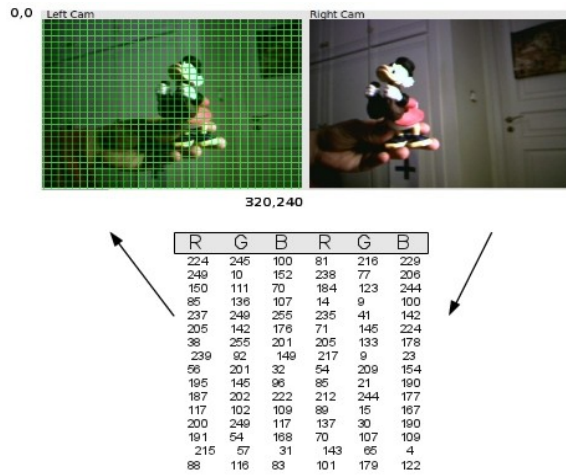 0,0 Left Cam Right Cam
320,240
R G B R G B
224 245 100 81 216 229
249 10 152 238 77 206
150 111 70 184 123 244
85 136 107 14 9 100
237 249 255 235 41 142
205 142 176 71 145 224
38 255 201 205 133 178
239 92 149 217 9 23
56 201 32 54 209 154
195 145 96 85 21 190
187 202 222 212 244 177
117 102 109 89 15 167
200 249 117 137 30 190
191 54 168 70 107 109
215 57 31 143 65 4
88 116 83 101 179 122